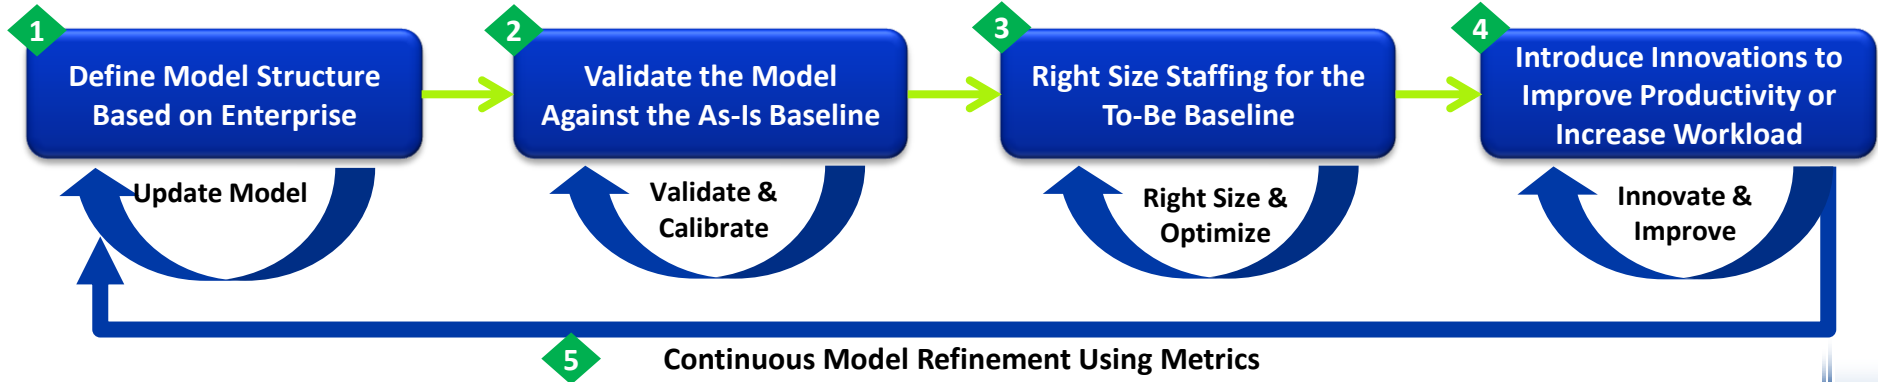 1
Define Model Structure
Based on Enterprise
Update Model
2
Validate the Model
Against the As-Is Baseline
Validate &
Calibrate
3
Right Size Staffing for the
To-Be Baseline
Right Size &
Optimize
4
Introduce Innovations to
Improve Productivity or
Increase Workload
Innovate &
Improve
5
Continuous Model Refinement Using Metrics